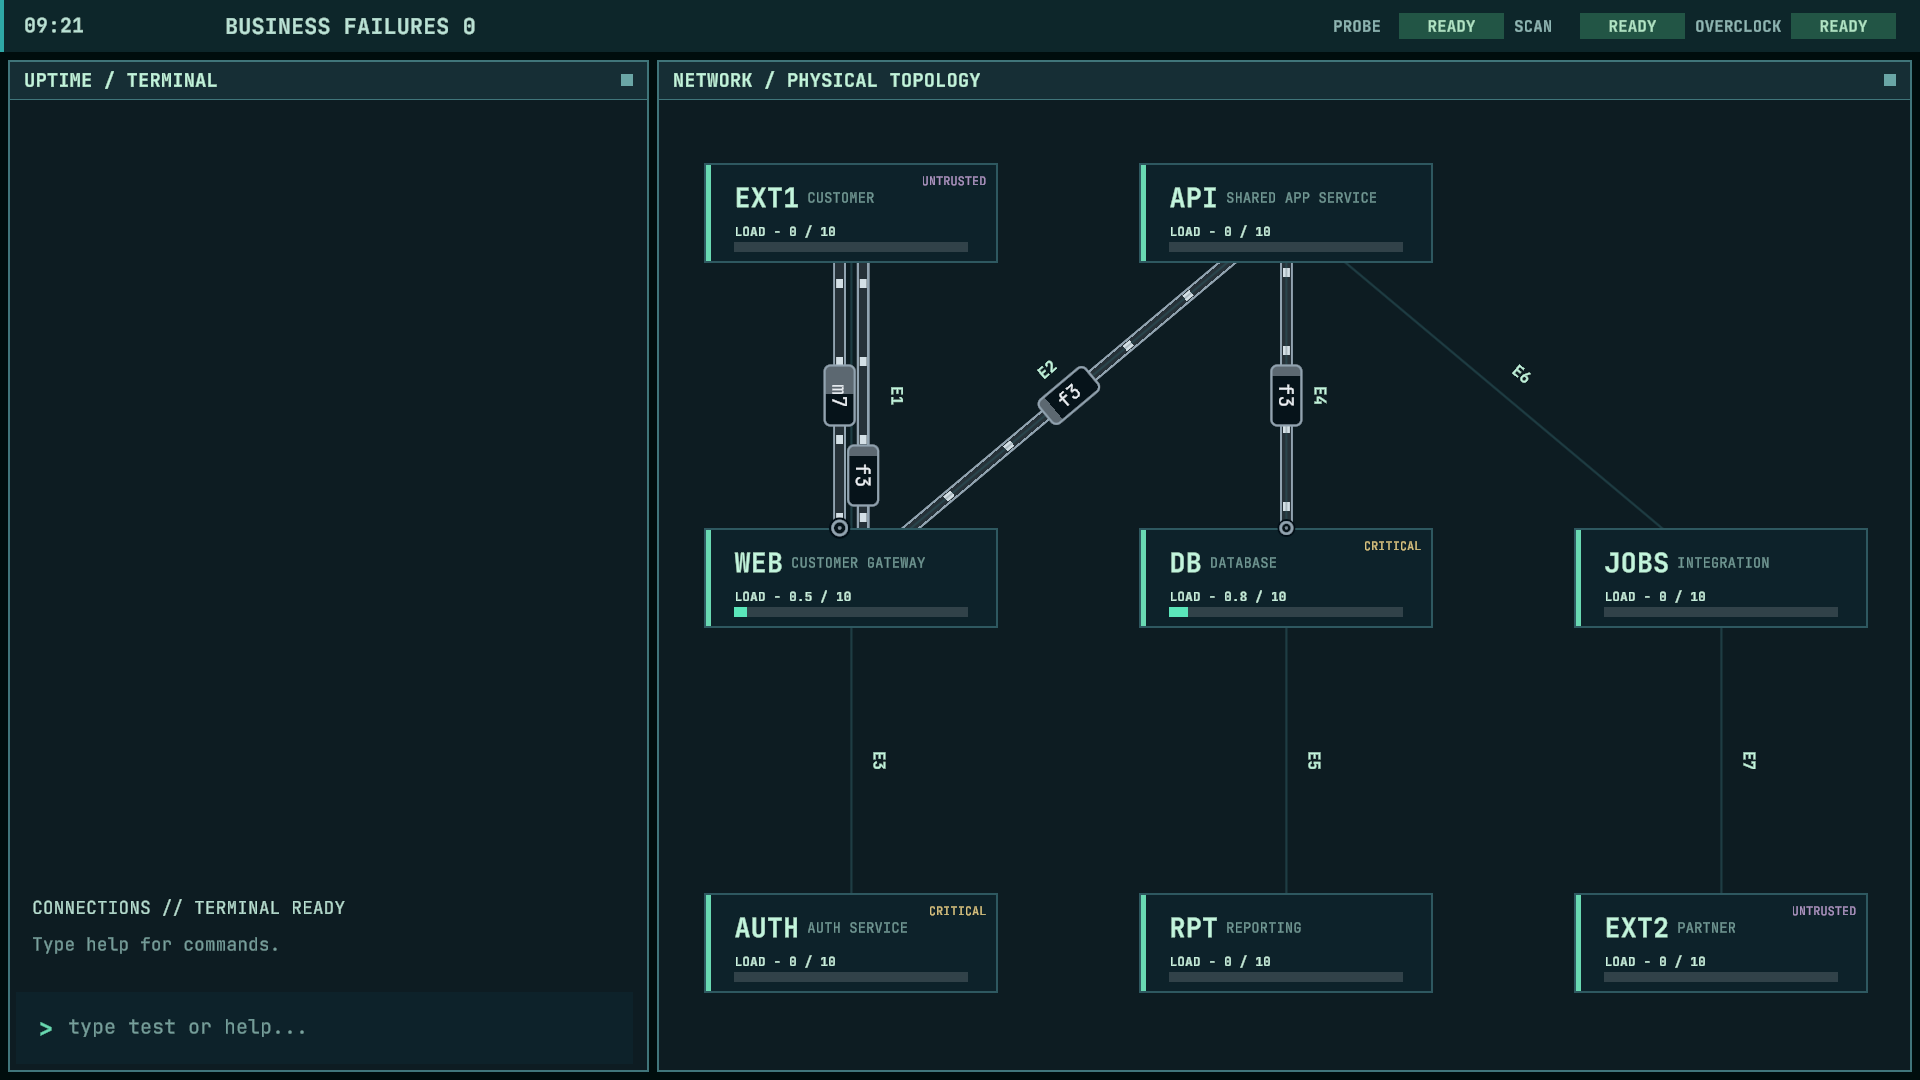 09:21
BUSINESS FAILURES 0
PROBE READY SCAN READY OVERCLOCK READY
UPTIME / TERMINAL
CONNECTIONS // TERMINAL READY
Type help for commands.
> type test or help...
NETWORK / PHYSICAL TOPOLOGY
EXT1 CUSTOMER
UNTRUSTED
LOAD - 0 / 10
API SHARED APP SERVICE
LOAD - 0 / 10
m7
f3
E1
E2
f3
f3
E4
E6
WEB CUSTOMER GATEWAY
LOAD - 0.5 / 10
DB DATABASE
CRITICAL
LOAD - 0.8 / 10
JOBS INTEGRATION
LOAD - 0 / 10
E3
E5
E7
AUTH AUTH SERVICE
CRITICAL
LOAD - 0 / 10
RPT REPORTING
LOAD - 0 / 10
EXT2 PARTNER
UNTRUSTED
LOAD - 0 / 10